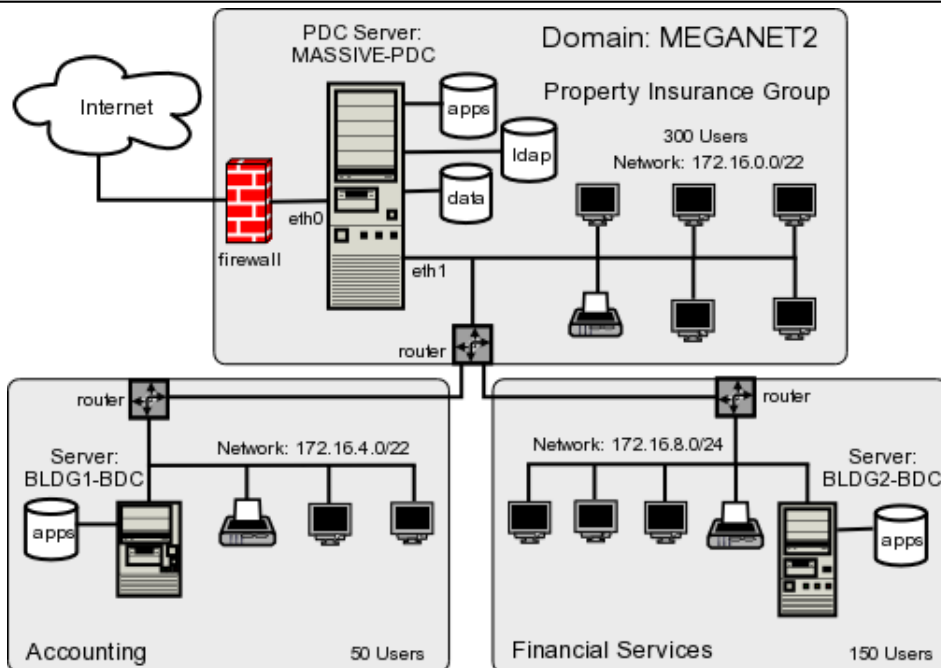 PDC Server:
MASSIVE-PDC
Domain: MEGANET2
Property Insurance Group
Internet
apps
ldap
data
300 Users
Network: 172.16.0.0/22
eth0
firewall
eth1
router
router
Network: 172.16.4.0/22
Server:
BLDG1-BDC
apps
Accounting
50 Users
router
Network: 172.16.8.0/24
Server:
BLDG2-BDC
apps
Financial Services
150 Users